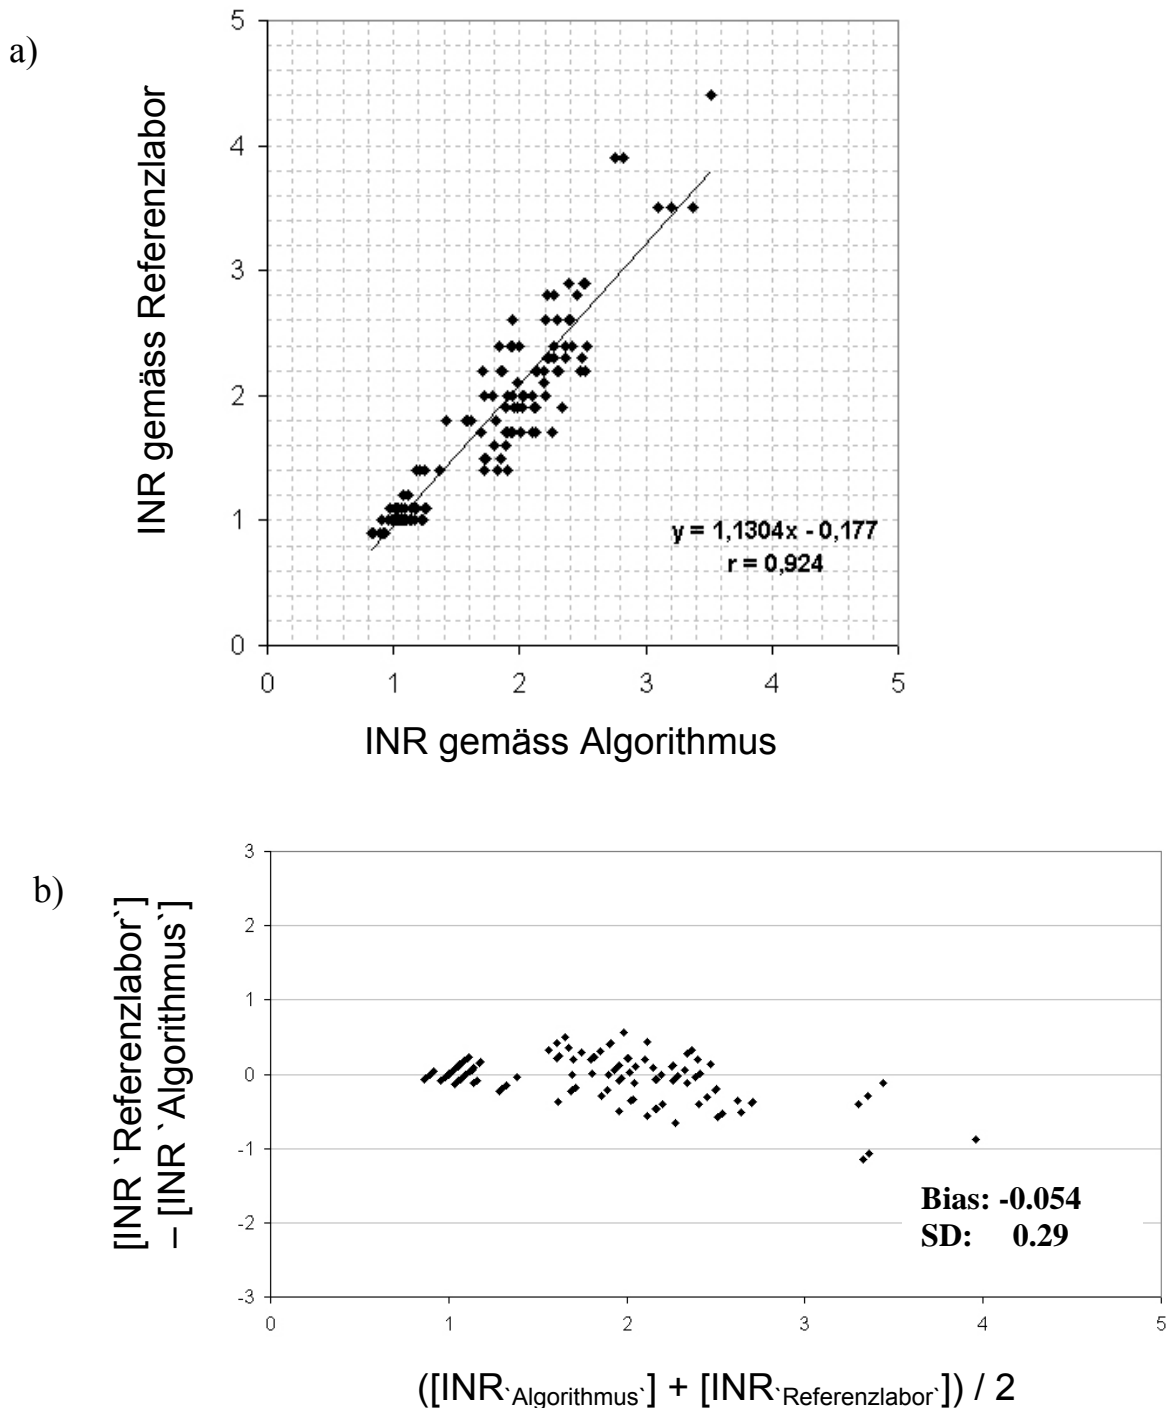 a)
INR gemäss Referenzlabor
5
4
3
2
1
0
y = 1,1304x - 0,177
r = 0,924
0 1 2 3 4 5
INR gemäss Algorithmus
b)
[INR `Referenzlabor`]
– [INR `Algorithmus`]
3
2
1
0
-1
-2
-3
Bias: -0.054
SD: 0.29
0 1 2 3 4 5
([INR`Algorithmus`] + [INR`Referenzlabor`]) / 2